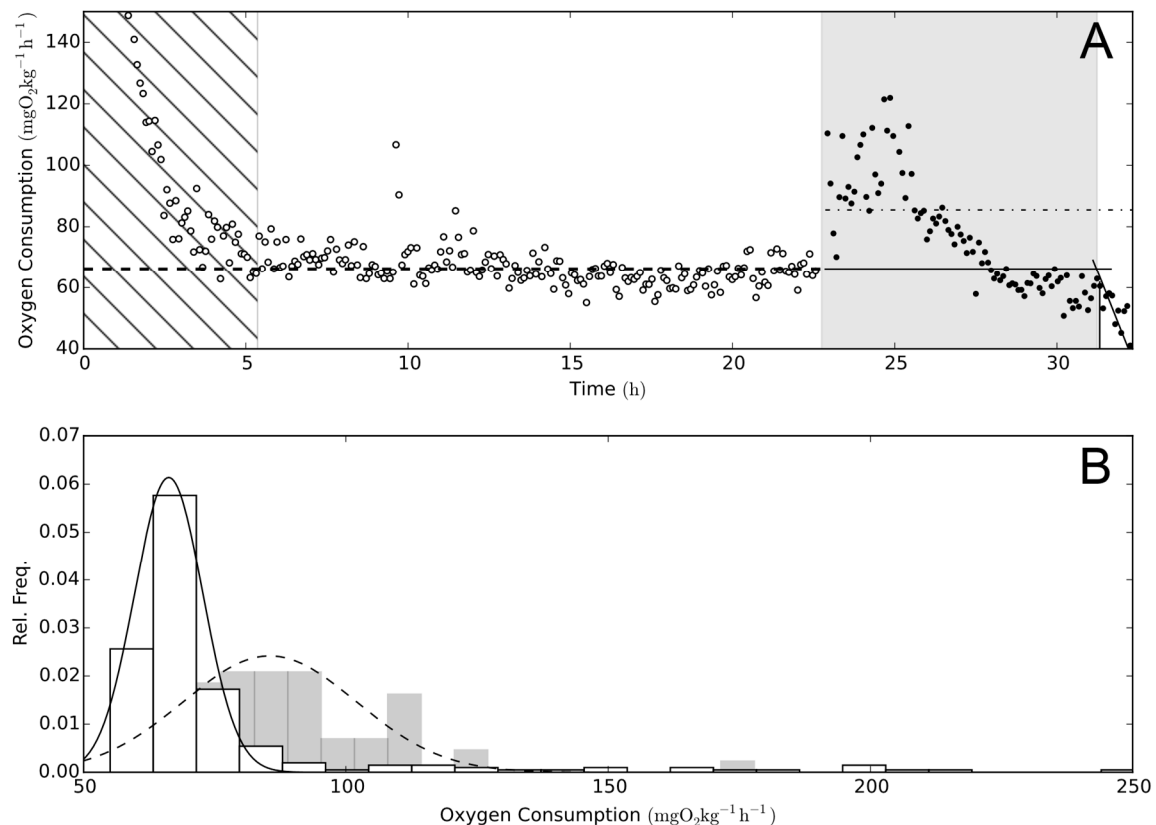 A
Oxygen Consumption (mgO₂kg⁻¹h⁻¹)
140
120
100
80
60
40
0 5 10 15 20 25 30
Time (h)
B
Rel. Freq.
0.07
0.06
0.05
0.04
0.03
0.02
0.01
0.00
50 100 150 200 250
Oxygen Consumption (mgO₂kg⁻¹h⁻¹)